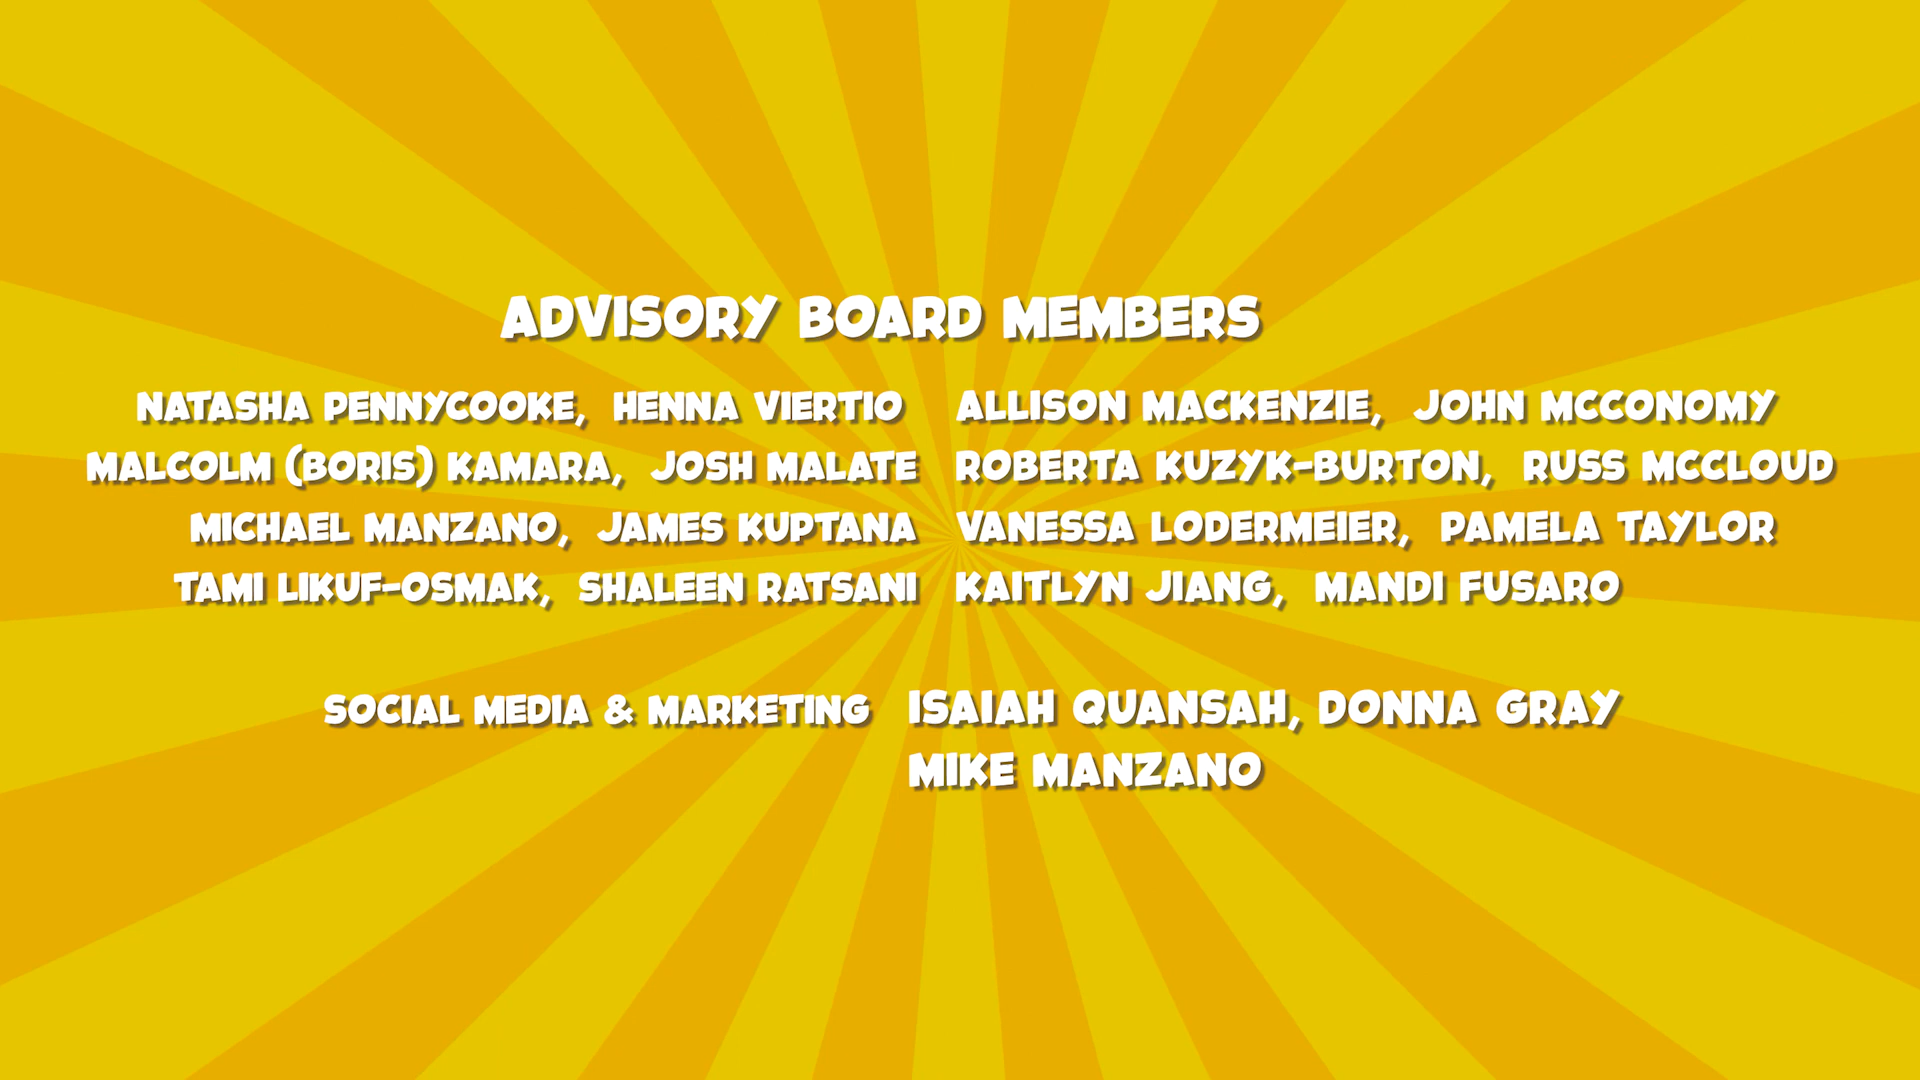 ADVISORY BOARD MEMBERS
NATASHA PENNYCOOKE, HENNA VIERTIO ALLISON MACKENZIE, JOHN MCCONOMY
MALCOLM (BORIS) KAMARA, JOSH MALATE ROBERTA KUZYK-BURTON, RUSS MCCLOUD
MICHAEL MANZANO, JAMES KUPTANA VANESSA LODERMEIER, PAMELA TAYLOR
TAMI LIKUF-OSMAK, SHALEEN RATSANI KAITLYN JIANG, MANDI FUSARO
SOCIAL MEDIA & MARKETING ISAIAH QUANSAH, DONNA GRAY
MIKE MANZANO